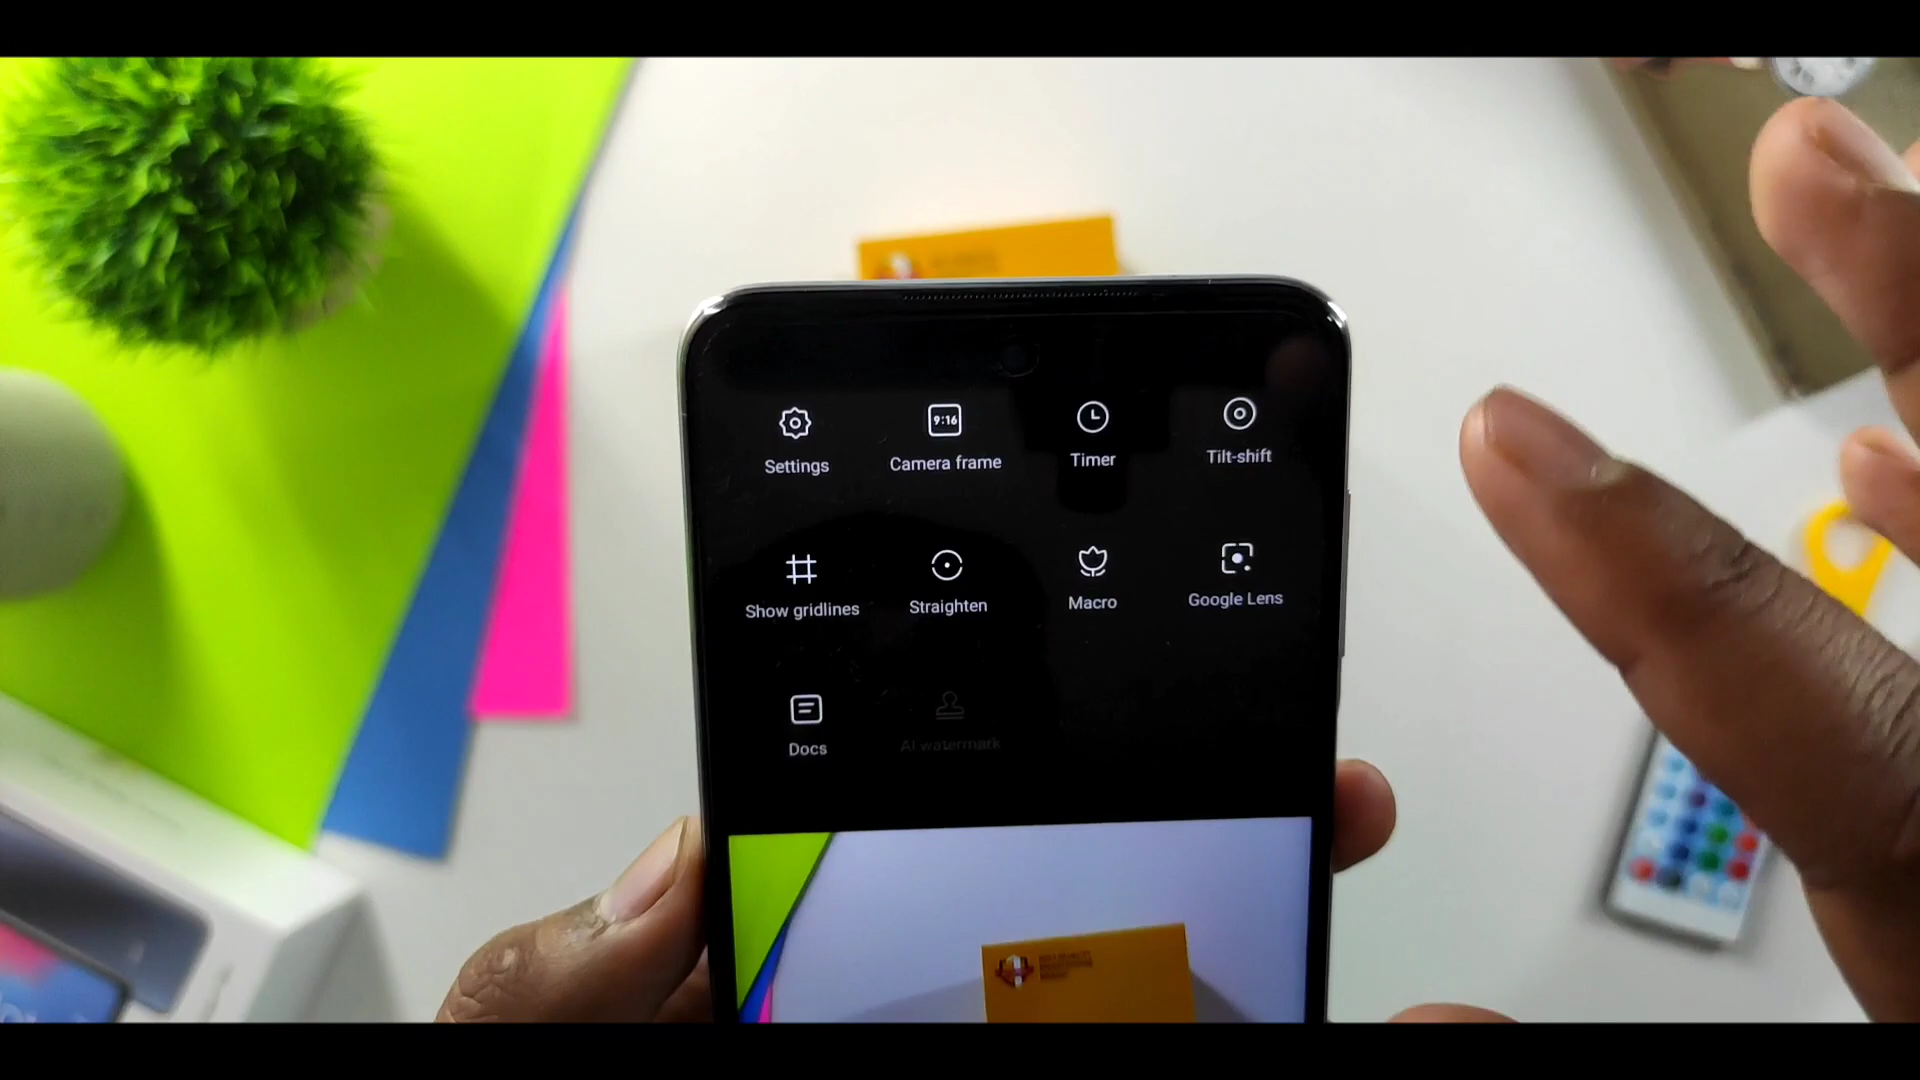 Settings
9:16
Camera frame
Timer
Tilt-shift
Show gridlines
Straighten
Macro
Google Lens
Docs
AI watermark